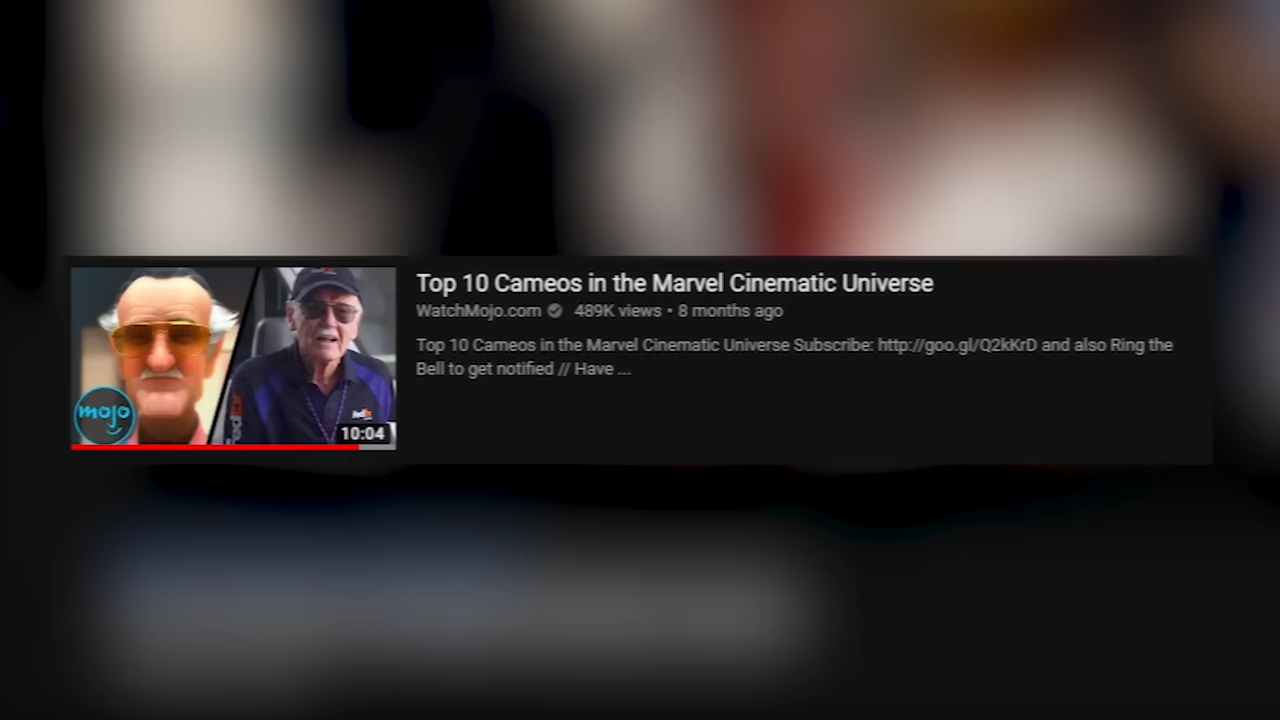 Top 10 Cameos in the Marvel Cinematic Universe
WatchMojo.com 489K views • 8 months ago
Top 10 Cameos in the Marvel Cinematic Universe Subscribe: http://goo.gl/Q2kKrD and also Ring the
Bell to get notified // Have ...
mojo
FedEx
FedEx
10:04